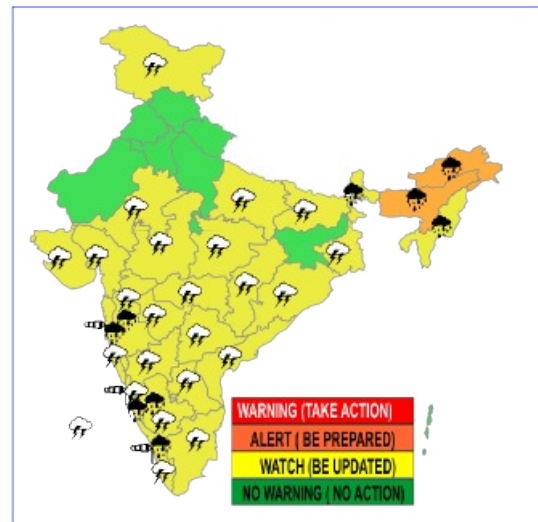 WARNING (TAKE ACTION)
ALERT ( BE PREPARED)
WATCH (BE UPDATED)
NO WARNING ( NO ACTION)